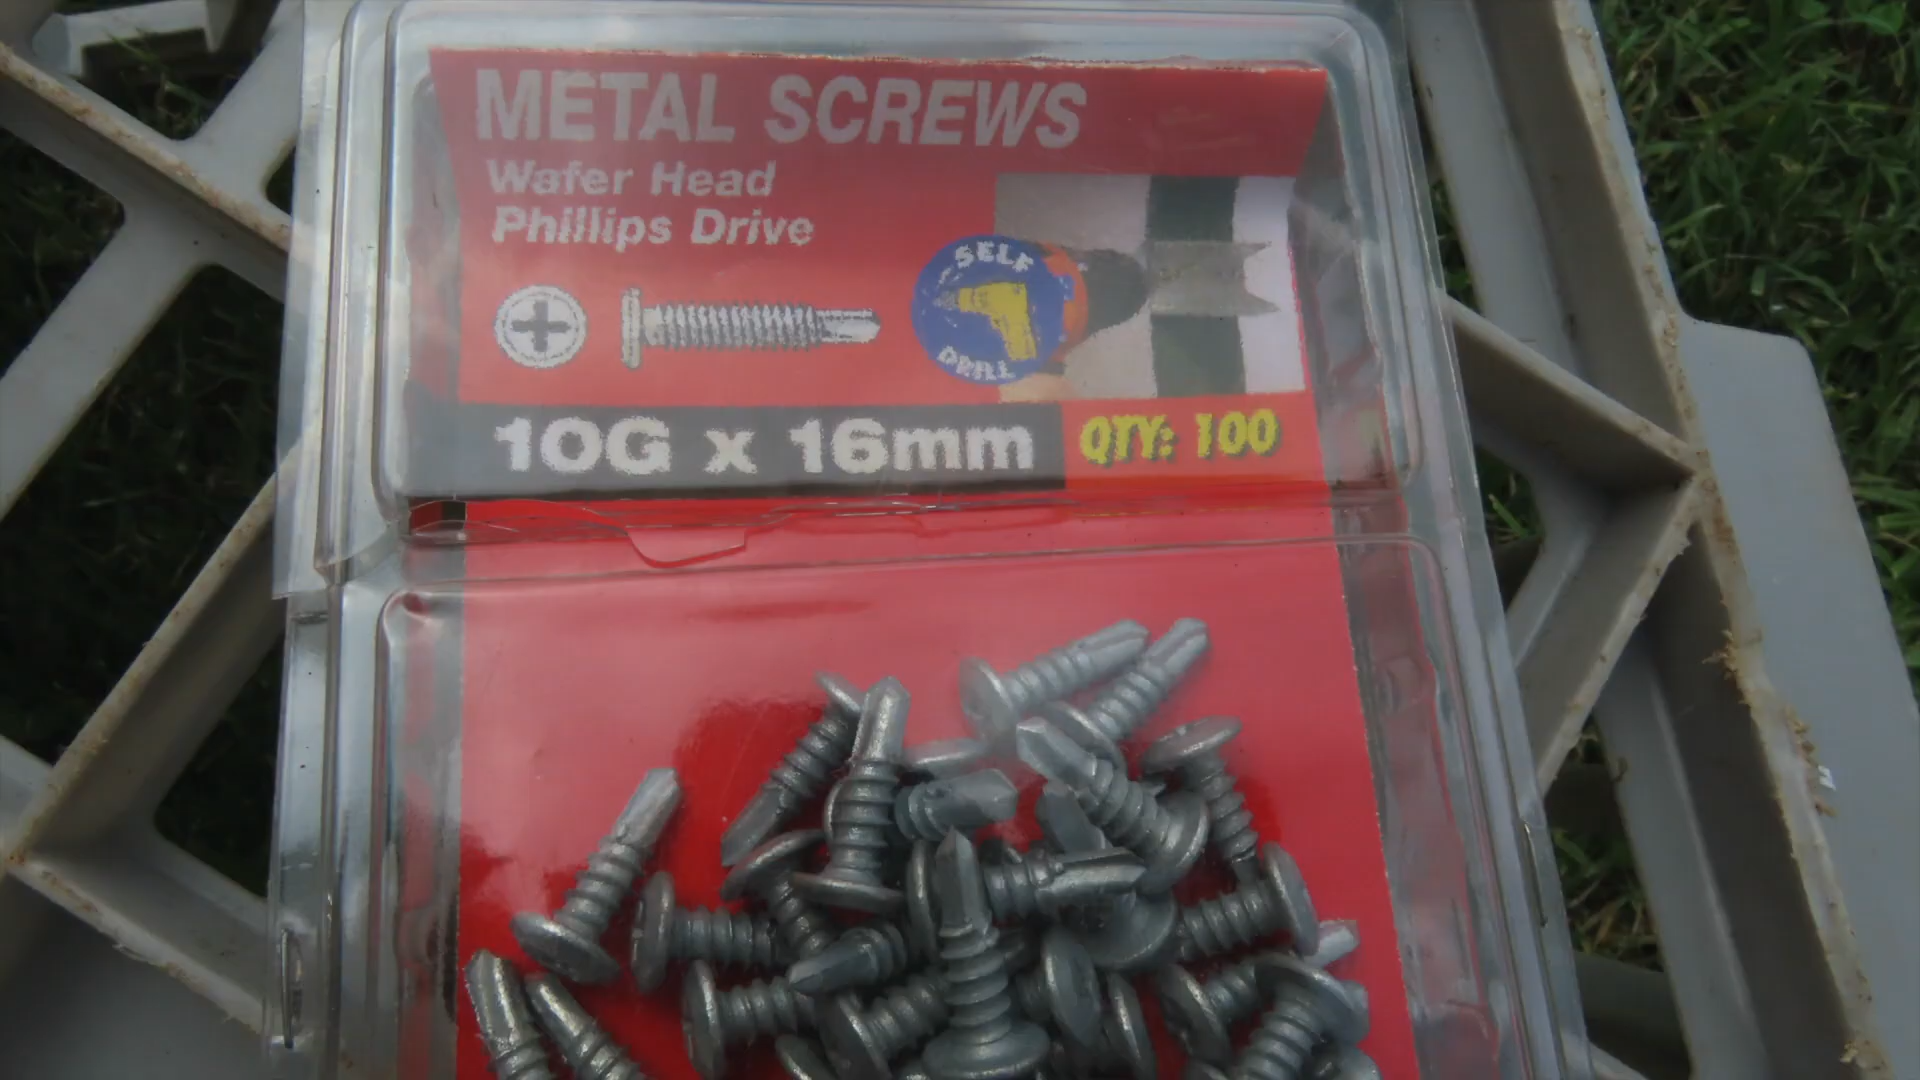 METAL SCREWS
Wafer Head
Phillips Drive
SELF
DRILL
10G x 16mm
QTY: 100